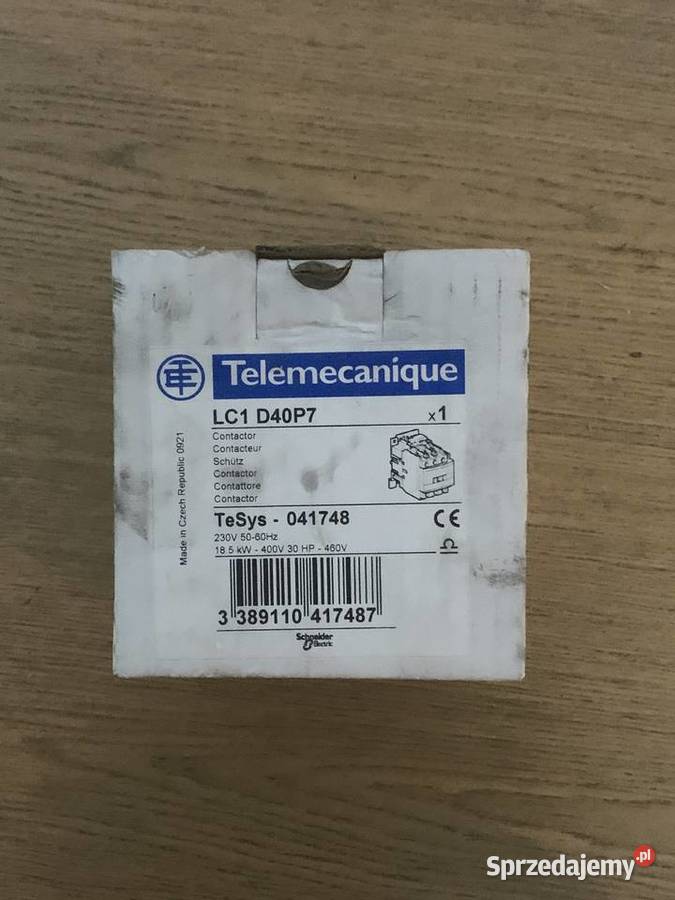 Telemecanique
LC1 D40P7 x1
Contactor
Contacteur
Schütz
Contactor
Contattore
Contactor
TeSys - 041748 CE
230V 50-60Hz
18.5 kW - 400V 30 HP - 460V
3 389110 417487
Schneider
Electric
Made in Czech Republic 0921
Sprzedajemy.pl